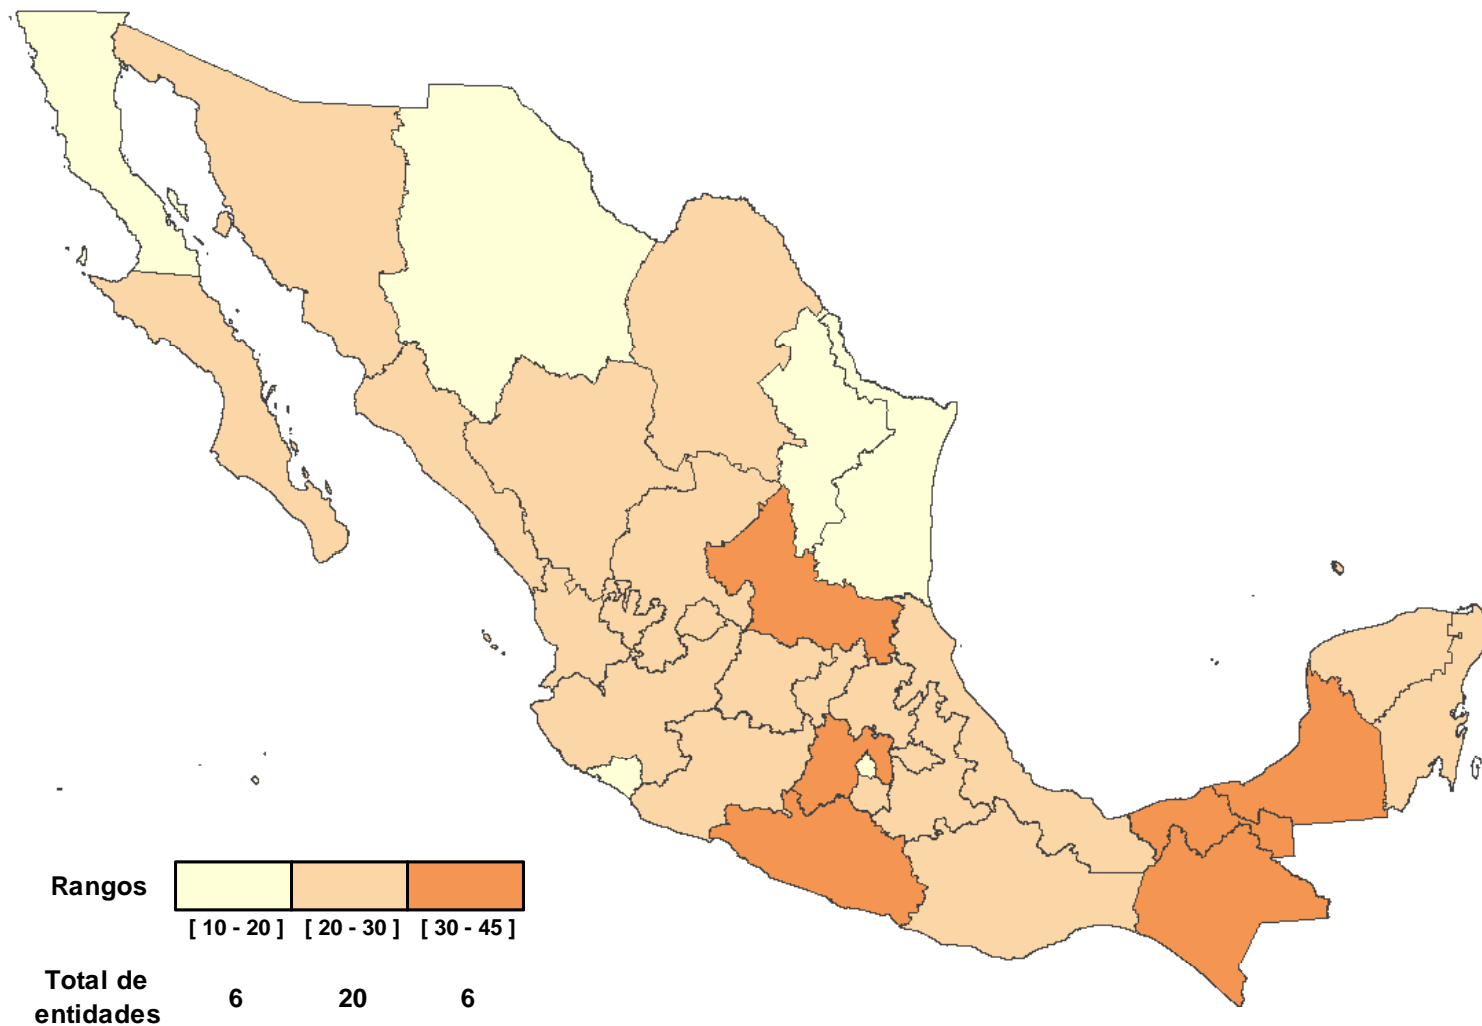 Rangos
[ 10 - 20 ] [ 20 - 30 ] [ 30 - 45 ]
Total de
entidades
6 20 6